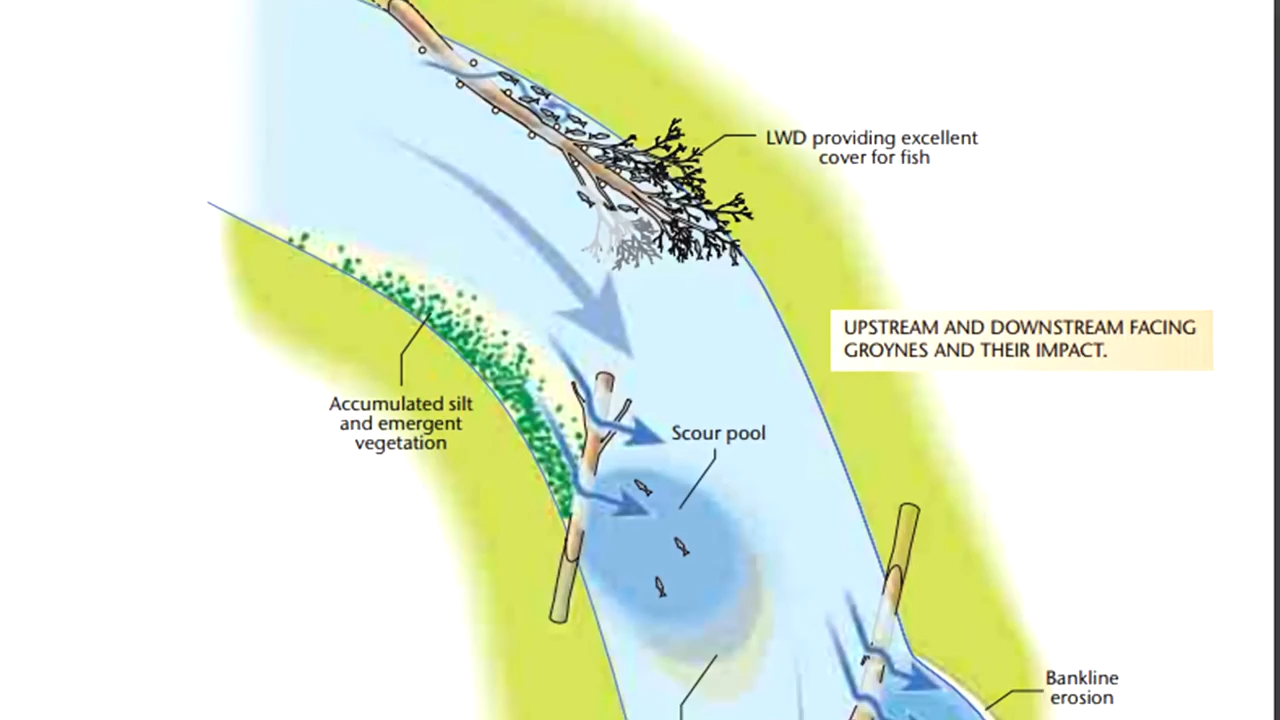 LWD providing excellent
cover for fish
UPSTREAM AND DOWNSTREAM FACING
GROYNES AND THEIR IMPACT.
Accumulated silt
and emergent
vegetation
Scour pool
Bankline
erosion